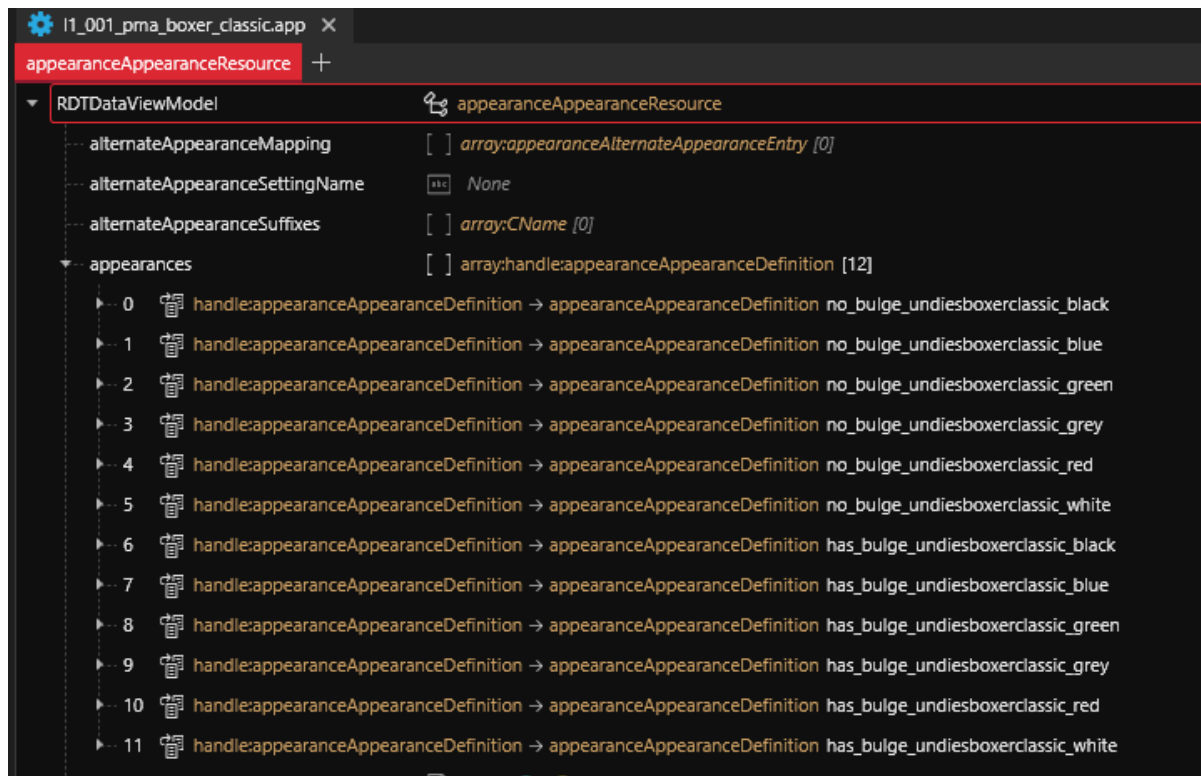 l1_001_pma_boxer_classic.app
appearanceAppearanceResource
RDTDataViewModel appearanceAppearanceResource
alternateAppearanceMapping [ ] array:appearanceAlternateAppearanceEntry [0]
alternateAppearanceSettingName abc None
alternateAppearanceSuffixes [ ] array:CName [0]
appearances [ ] array:handle:appearanceAppearanceDefinition [12]
0 handle:appearanceAppearanceDefinition → appearanceAppearanceDefinition no_bulge_undiesboxerclassic_black
1 handle:appearanceAppearanceDefinition → appearanceAppearanceDefinition no_bulge_undiesboxerclassic_blue
2 handle:appearanceAppearanceDefinition → appearanceAppearanceDefinition no_bulge_undiesboxerclassic_green
3 handle:appearanceAppearanceDefinition → appearanceAppearanceDefinition no_bulge_undiesboxerclassic_grey
4 handle:appearanceAppearanceDefinition → appearanceAppearanceDefinition no_bulge_undiesboxerclassic_red
5 handle:appearanceAppearanceDefinition → appearanceAppearanceDefinition no_bulge_undiesboxerclassic_white
6 handle:appearanceAppearanceDefinition → appearanceAppearanceDefinition has_bulge_undiesboxerclassic_black
7 handle:appearanceAppearanceDefinition → appearanceAppearanceDefinition has_bulge_undiesboxerclassic_blue
8 handle:appearanceAppearanceDefinition → appearanceAppearanceDefinition has_bulge_undiesboxerclassic_green
9 handle:appearanceAppearanceDefinition → appearanceAppearanceDefinition has_bulge_undiesboxerclassic_grey
10 handle:appearanceAppearanceDefinition → appearanceAppearanceDefinition has_bulge_undiesboxerclassic_red
11 handle:appearanceAppearanceDefinition → appearanceAppearanceDefinition has_bulge_undiesboxerclassic_white